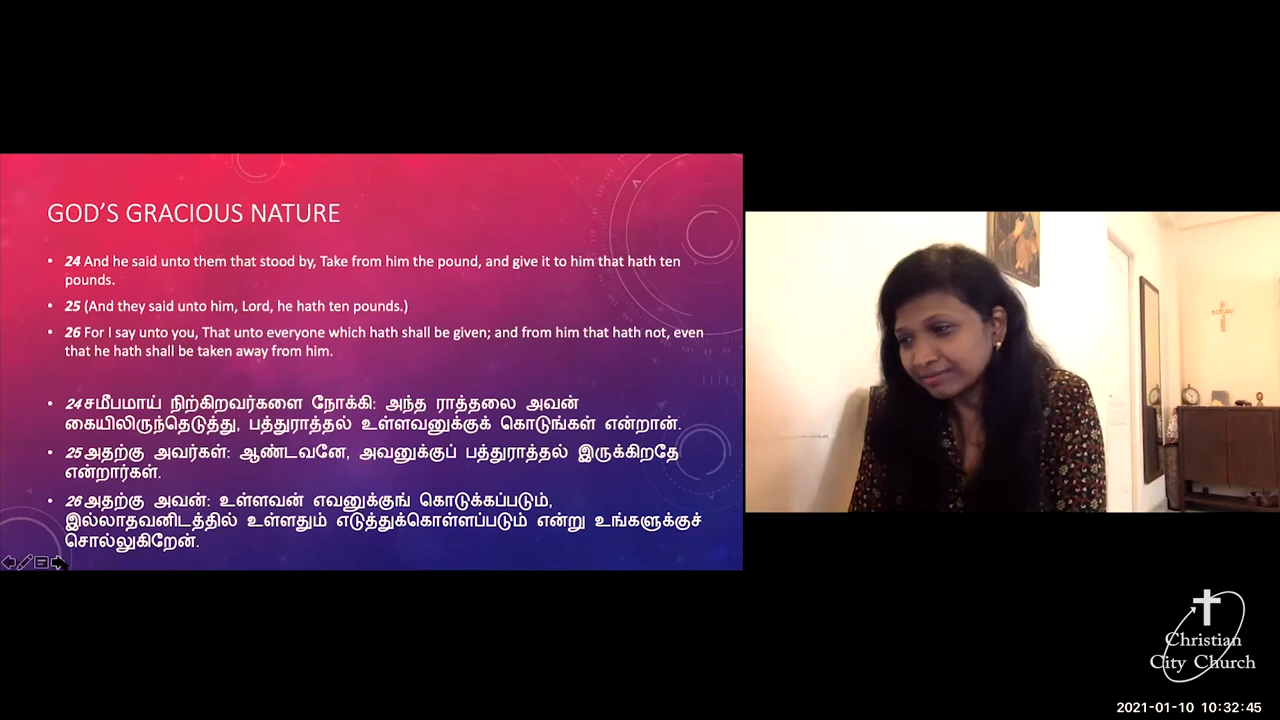 GOD'S GRACIOUS NATURE
• 24 And he said unto them that stood by, Take from him the pound, and give it to him that hath ten
pounds.
• 25 (And they said unto him, Lord, he hath ten pounds.)
• 26 For I say unto you, That unto everyone which hath shall be given; and from him that hath not, even
that he hath shall be taken away from him.
• 24 சமீபமாய் நிற்கிறவர்களை நோக்கி: அந்த ராத்தலை அவன்
கையிலிருந்தெடுத்து, பத்துராத்தல் உள்ளவனுக்குக் கொடுங்கள் என்றான்.
• 25 அதற்கு அவர்கள்: ஆண்டவனே, அவனுக்குப் பத்துராத்தல் இருக்கிறதே
என்றார்கள்.
• 26 அதற்கு அவன்: உள்ளவன் எவனுக்குங் கொடுக்கப்படும்,
இல்லாதவனிடத்தில் உள்ளதும் எடுத்துக்கொள்ளப்படும் என்று உங்களுக்குச்
சொல்லுகிறேன்.
Christian
City Church
2021-01-10 10:32:45